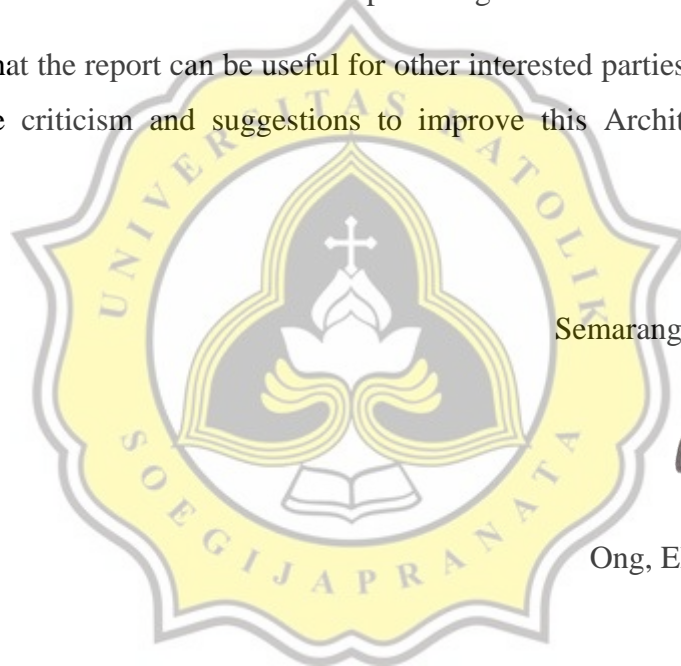 hat the report can be useful for other interested parties
criticism and suggestions to improve this Archit
UNIVERSITAS KATOLIK
Semarang
SOEGIJAPRANATA
Ong, E